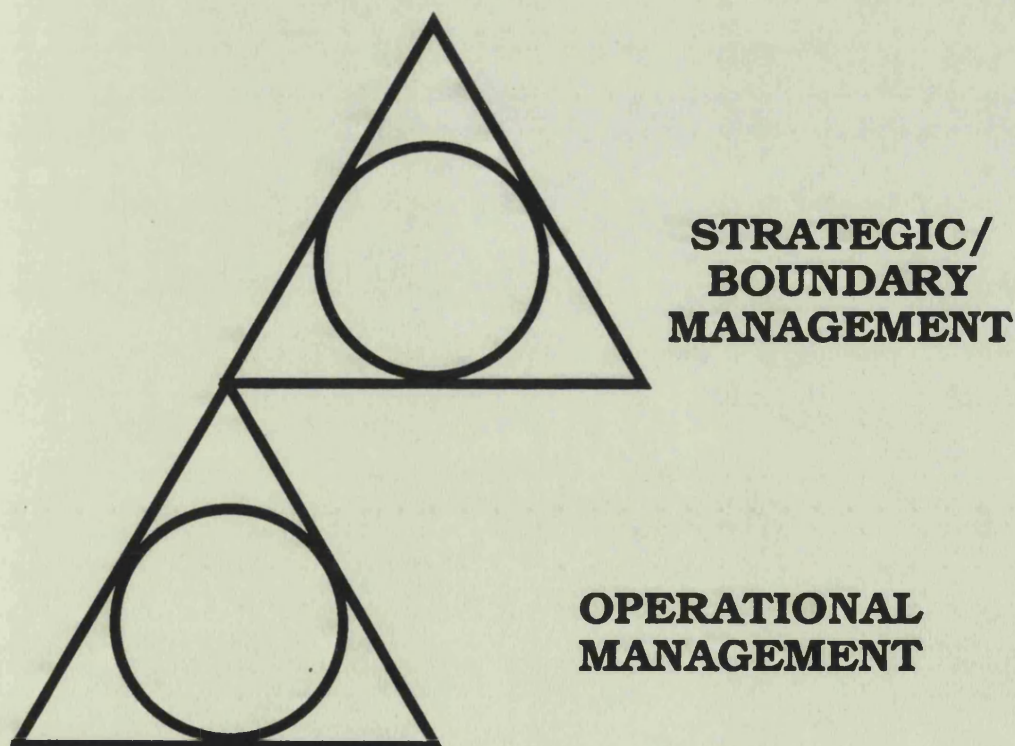 STRATEGIC/
BOUNDARY
MANAGEMENT
OPERATIONAL
MANAGEMENT